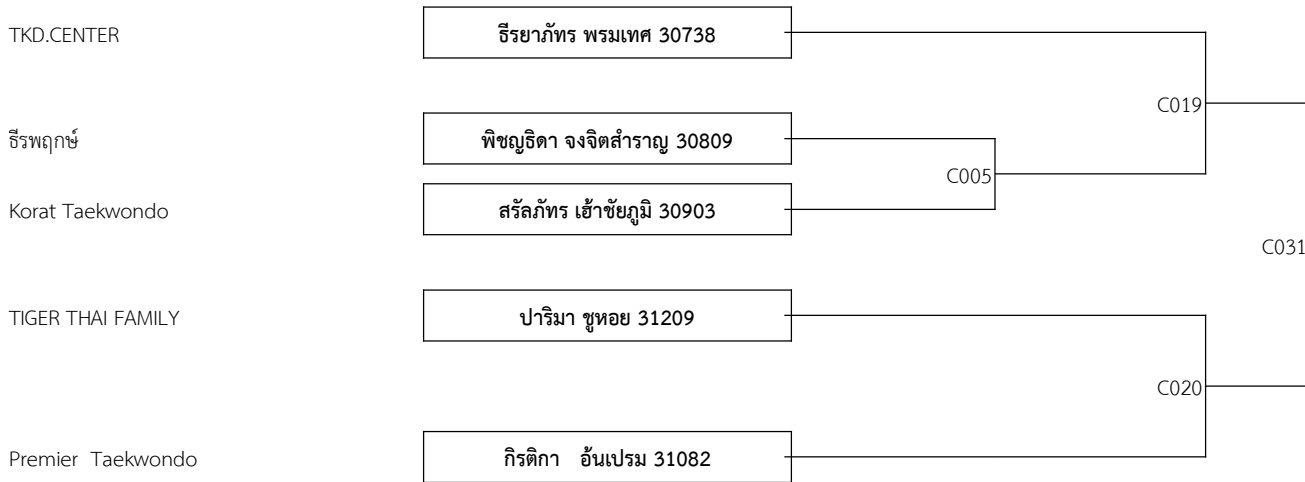 TKD.CENTER ธีรยาภัทร พรมเทศ 30738
C019
ธีรพฤกษ์ พิชญธิดา จงจิตสำราญ 30809
C005
Korat Taekwondo สรัลภัทร เฮ้าชัยภูมิ 30903
C031
TIGER THAI FAMILY ปาริมา ชูหอย 31209
C020
Premier Taekwondo กิรติกา อ้นเปรม 31082